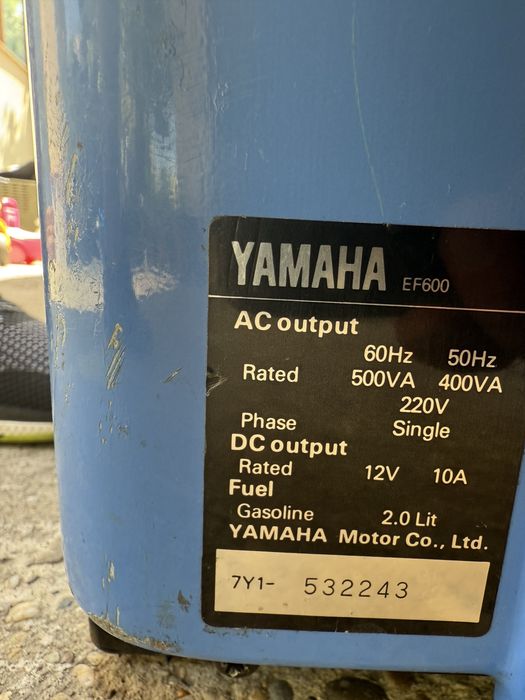 YAMAHA EF600
AC output
60Hz 50Hz
Rated 500VA 400VA
220V
Phase Single
DC output
Rated 12V 10A
Fuel
Gasoline 2.0 Lit
YAMAHA Motor Co., Ltd.
7Y1- 532243